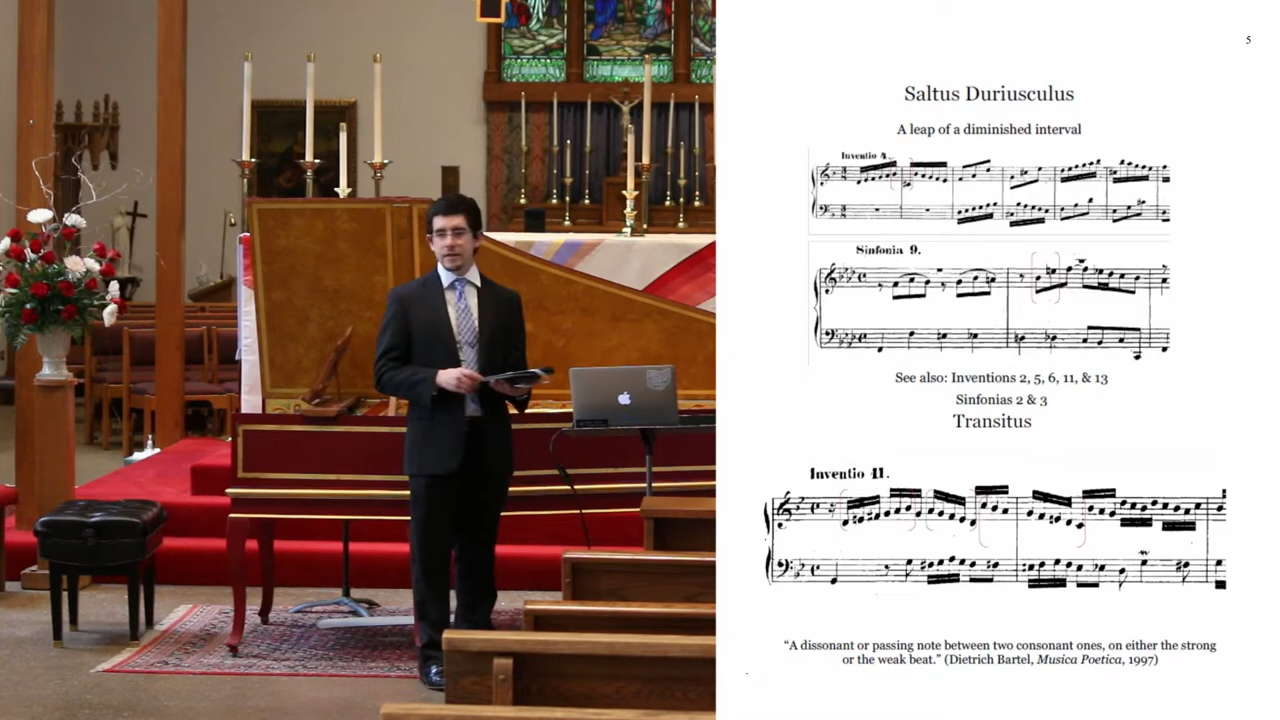 5
Saltus Duriusculus
A leap of a diminished interval
Inventio 4.
Sinfonia 9.
See also: Inventions 2, 5, 6, 11, & 13
Sinfonias 2 & 3
Transitus
Inventio 11.
“A dissonant or passing note between two consonant ones, on either the strong
or the weak beat.” (Dietrich Bartel, Musica Poetica, 1997)